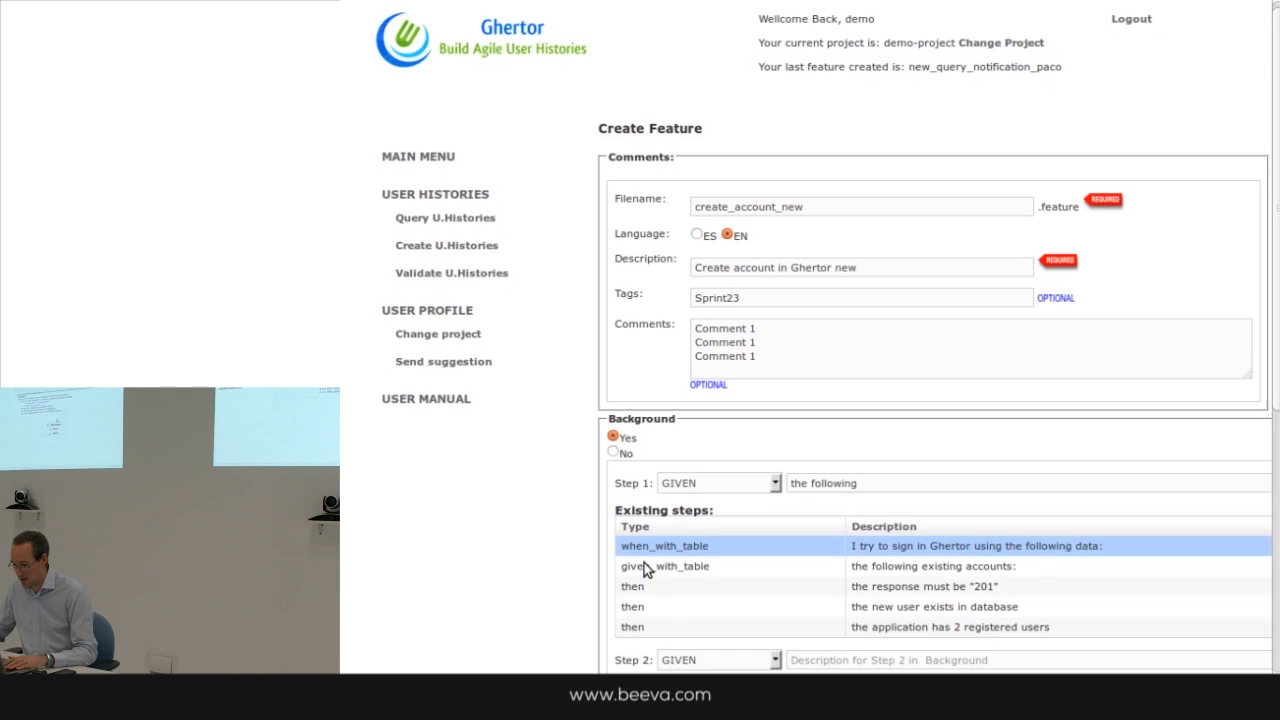 Ghertor
Build Agile User Histories
Wellcome Back, demo
Logout
Your current project is: demo-project Change Project
Your last feature created is: new_query_notification_paco
MAIN MENU
USER HISTORIES
Query U.Histories
Create U.Histories
Validate U.Histories
USER PROFILE
Change project
Send suggestion
USER MANUAL
Create Feature
Comments:
Filename: create_account_new .feature REQUIRED
Language: ES EN
Description: Create account in Ghertor new REQUIRED
Tags: Sprint23 OPTIONAL
Comments: Comment 1
Comment 1
Comment 1
OPTIONAL
Background
Yes
No
Step 1: GIVEN the following
Existing steps:
Type Description
when_with_table I try to sign in Ghertor using the following data:
given_with_table the following existing accounts:
then the response must be "201"
then the new user exists in database
then the application has 2 registered users
Step 2: GIVEN Description for Step 2 in Background
www.beeva.com